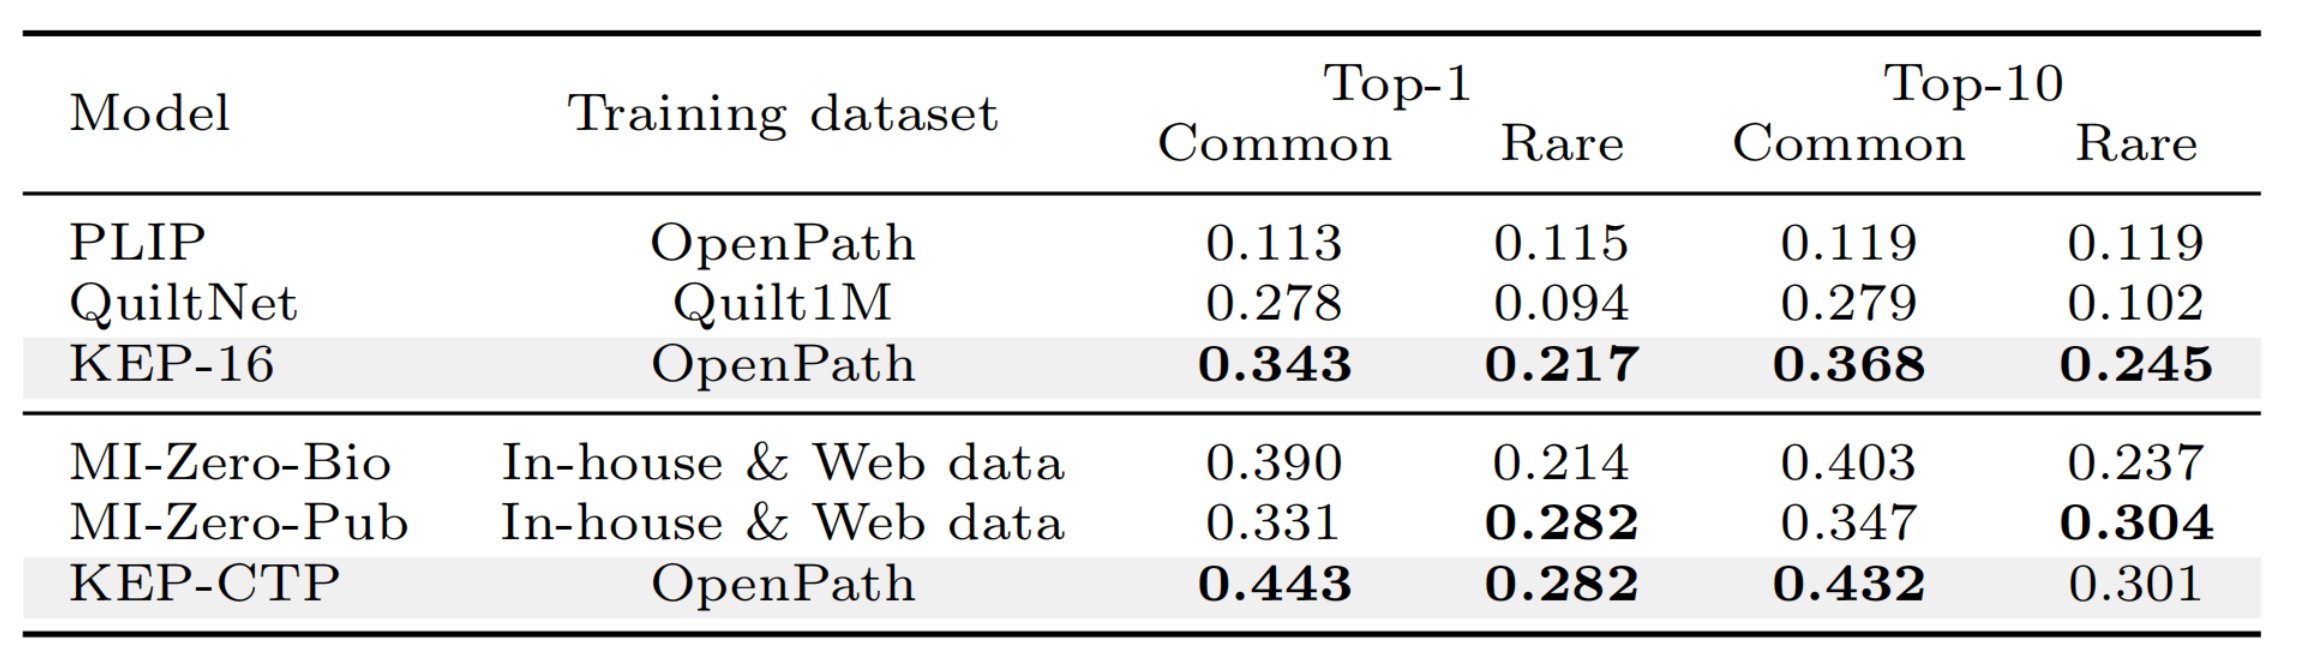 Model Training dataset Top-1 Top-10
Common Rare Common Rare
PLIP OpenPath 0.113 0.115 0.119 0.119
QuiltNet Quilt1M 0.278 0.094 0.279 0.102
KEP-16 OpenPath 0.343 0.217 0.368 0.245
MI-Zero-Bio In-house & Web data 0.390 0.214 0.403 0.237
MI-Zero-Pub In-house & Web data 0.331 0.282 0.347 0.304
KEP-CTP OpenPath 0.443 0.282 0.432 0.301